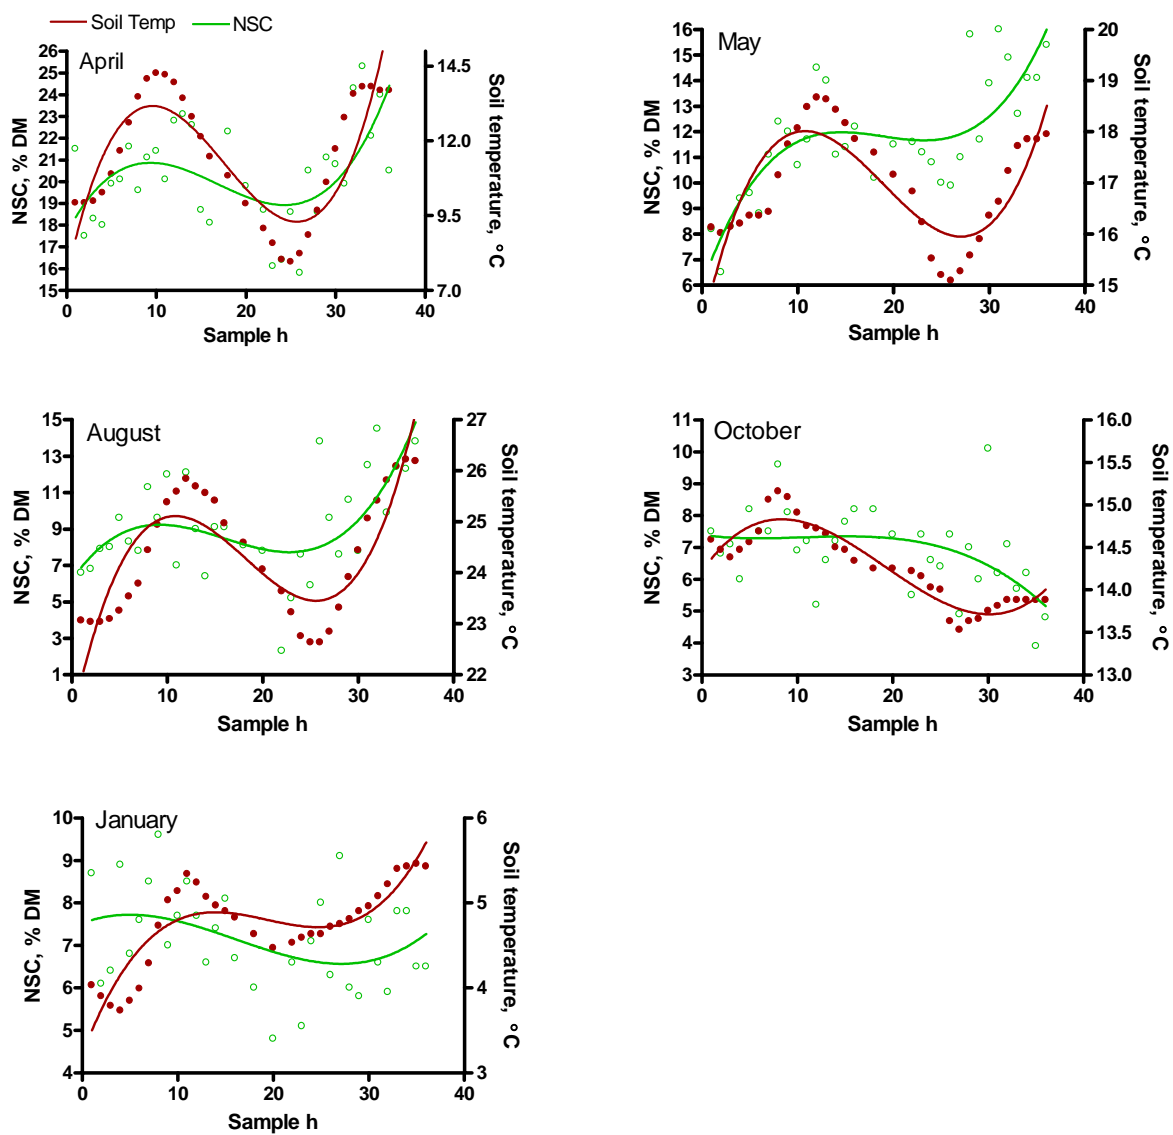 Soil Temp NSC
April
26
25
24
23
22
21
20
19
18
17
16
15
NSC, % DM
14.5
12.0
9.5
7.0
Soil temperature, °C
0 10 20 30 40
Sample h
May
16
15
14
13
12
11
10
9
8
7
6
NSC, % DM
20
19
18
17
16
15
Soil temperature, °C
0 10 20 30 40
Sample h
August
15
13
11
9
7
5
3
1
NSC, % DM
27
26
25
24
23
22
Soil temperature, °C
0 10 20 30 40
Sample h
October
11
10
9
8
7
6
5
4
3
NSC, % DM
16.0
15.5
15.0
14.5
14.0
13.5
13.0
Soil temperature, °C
0 10 20 30 40
Sample h
January
10
9
8
7
6
5
4
NSC, % DM
6
5
4
3
Soil temperature, °C
0 10 20 30 40
Sample h